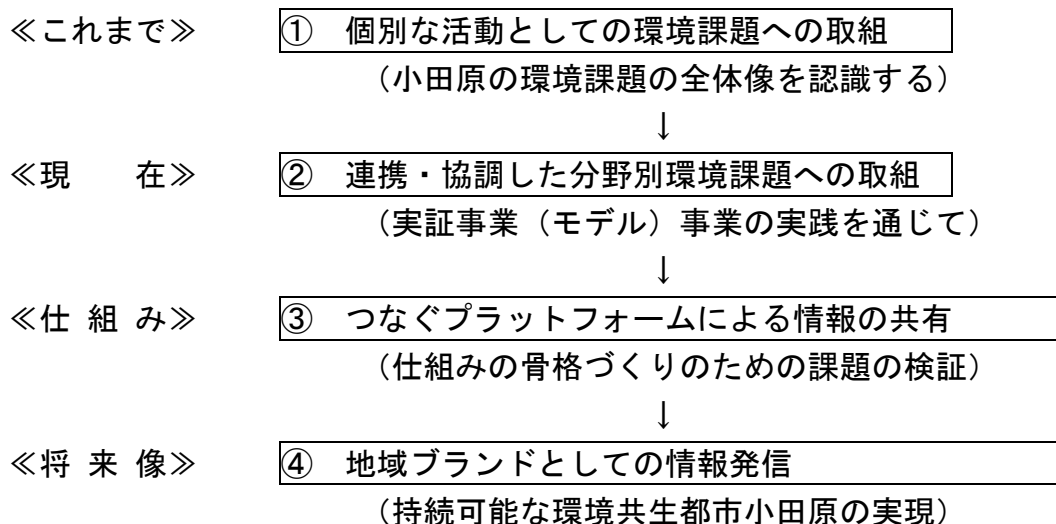 ≪これまで≫ ① 個別な活動としての環境課題への取組
（小田原の環境課題の全体像を認識する）
↓
≪現　　在≫ ② 連携・協調した分野別環境課題への取組
（実証事業（モデル）事業の実践を通じて）
↓
≪仕 組 み≫ ③ つなぐプラットフォームによる情報の共有
（仕組みの骨格づくりのための課題の検証）
↓
≪将 来 像≫ ④ 地域ブランドとしての情報発信
（持続可能な環境共生都市小田原の実現）